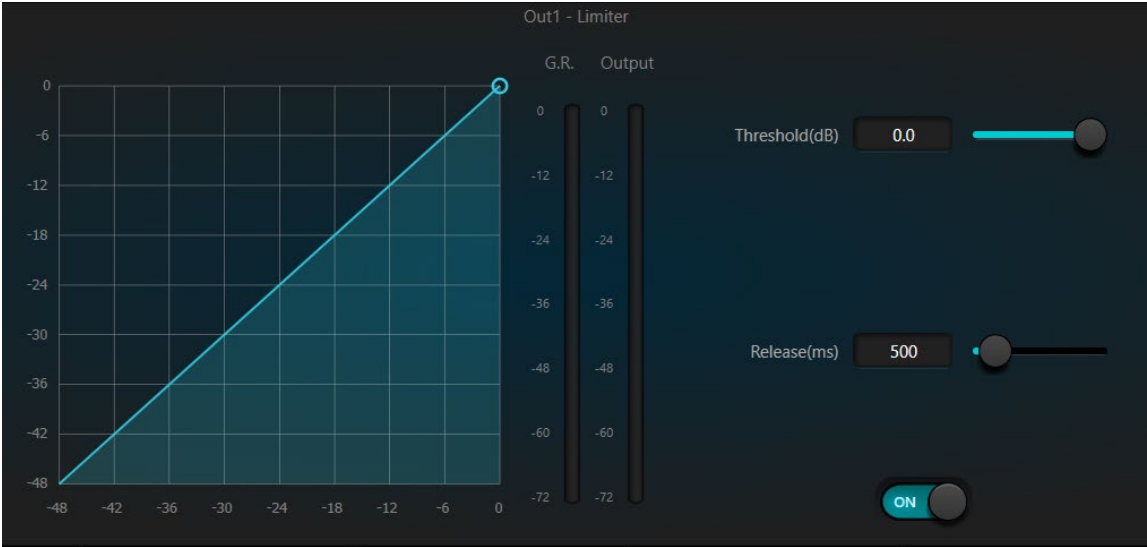 Out1 - Limiter
G.R. Output
0
-6
-12
-18
-24
-30
-36
-42
-48
-48 -42 -36 -30 -24 -18 -12 -6 0
0 0
-12 -12
-24 -24
-36 -36
-48 -48
-60 -60
-72 -72
Threshold(dB) 0.0
Release(ms) 500
ON